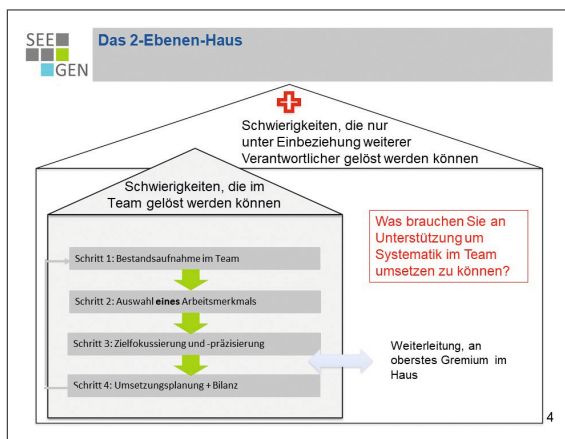 SEE
GEN
Das 2-Ebenen-Haus
Schwierigkeiten, die nur
unter Einbeziehung weiterer
Verantwortlicher gelöst werden können
Schwierigkeiten, die im
Team gelöst werden können
Was brauchen Sie an
Unterstützung um
Systematik im Team
umsetzen zu können?
Schritt 1: Bestandsaufnahme im Team
Schritt 2: Auswahl eines Arbeitsmerkmals
Schritt 3: Zielfokussierung und -präzisierung
Schritt 4: Umsetzungsplanung + Bilanz
Weiterleitung, an
oberstes Gremium im
Haus
4